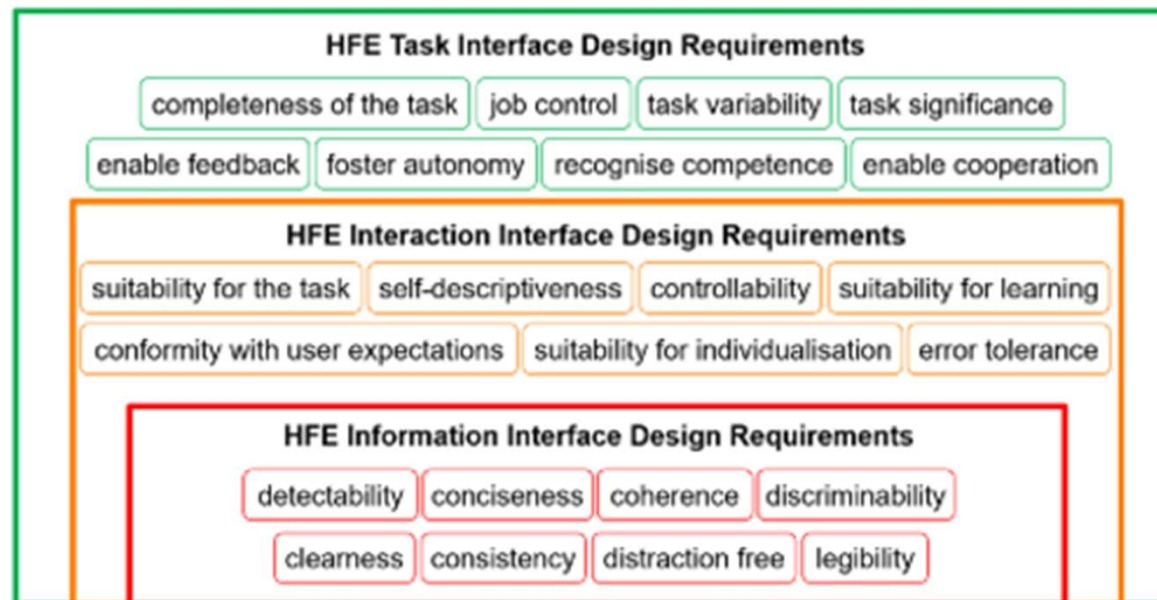 HFE Task Interface Design Requirements
completeness of the task job control task variability task significance
enable feedback foster autonomy recognise competence enable cooperation
HFE Interaction Interface Design Requirements
suitability for the task self-descriptiveness controllability suitability for learning
conformity with user expectations suitability for individualisation error tolerance
HFE Information Interface Design Requirements
detectability conciseness coherence discriminability
clearness consistency distraction free legibility